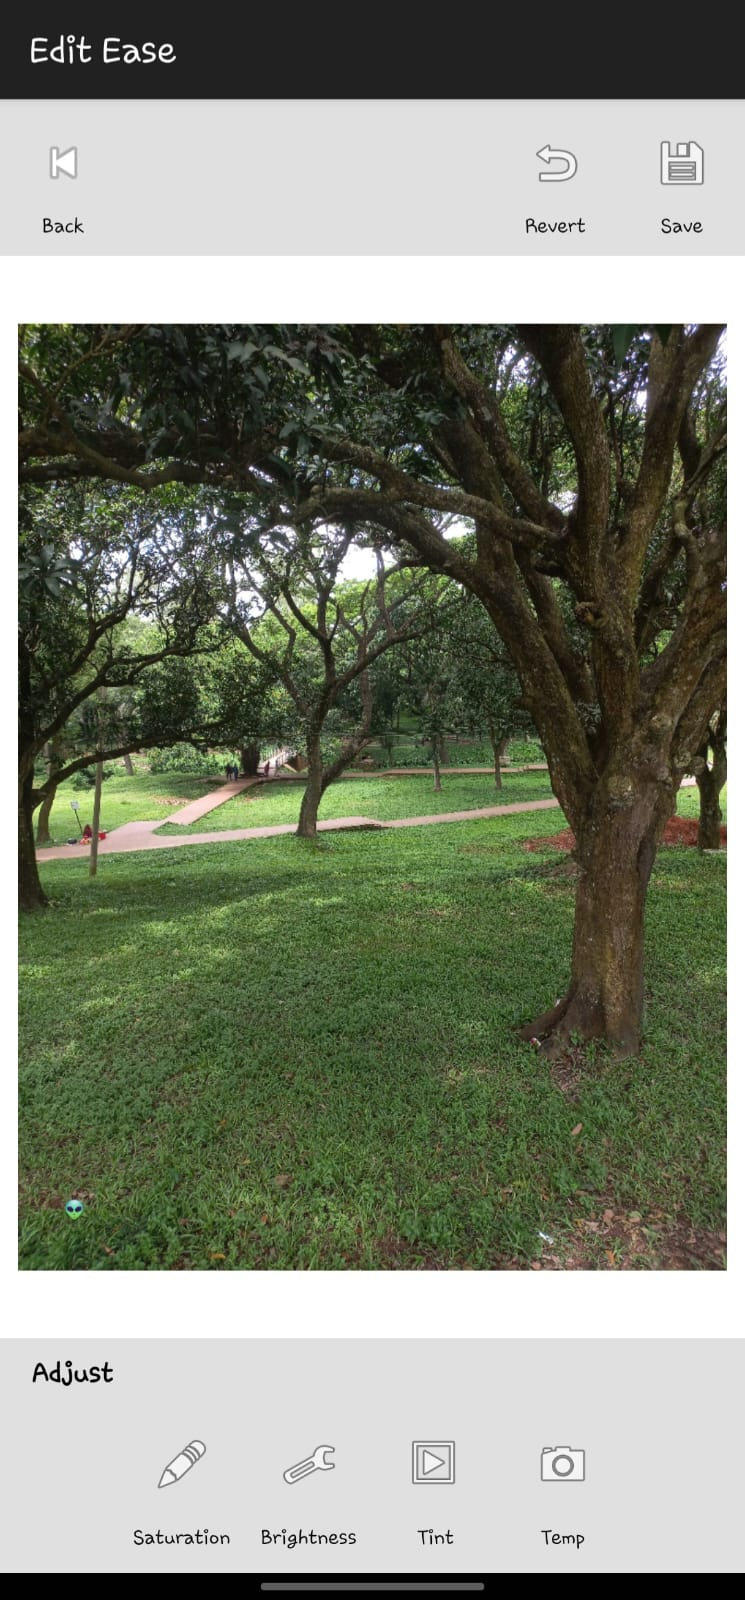 Edit Ease
Back
Revert
Save
Adjust
Saturation
Brightness
Tint
Temp